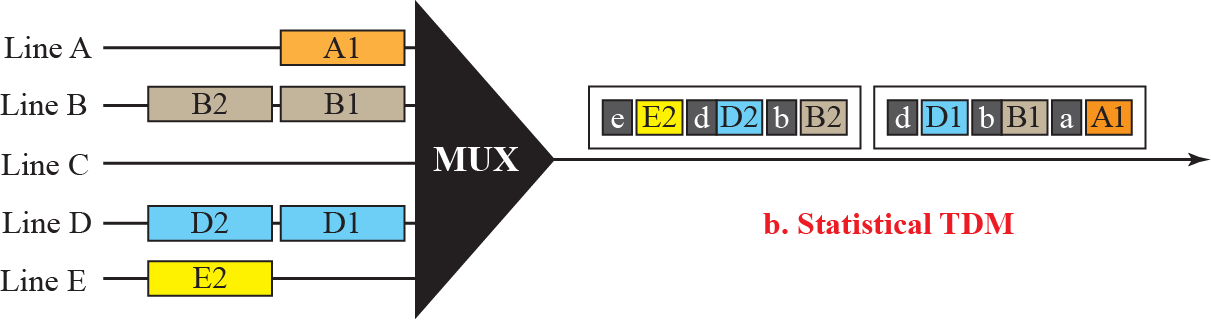 Line A A1
Line B B2 B1
Line C
Line D D2 D1
Line E E2
MUX
e E2 d D2 b B2 d D1 b B1 a A1
b. Statistical TDM